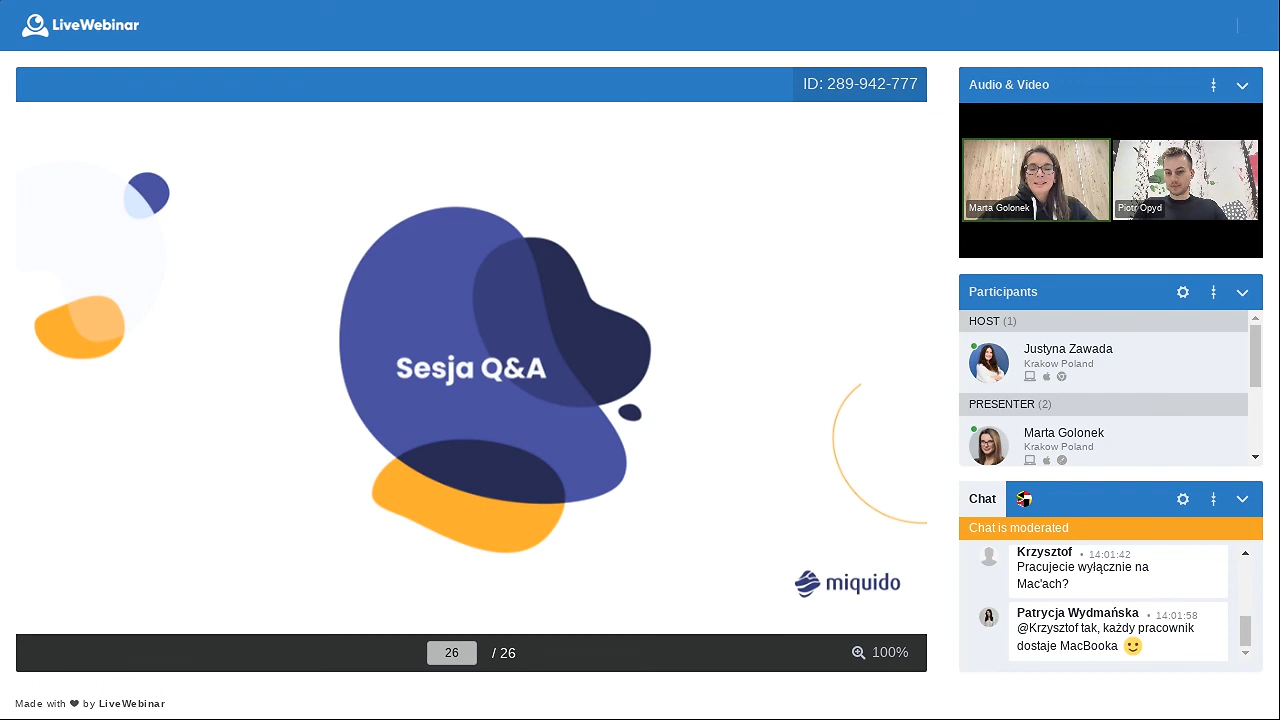 LiveWebinar
ID: 289-942-777
Sesja Q&A
miquido
26 / 26
100%
Made with ❤ by LiveWebinar
Audio & Video
Marta Golonek
Piotr Opyd
Participants
HOST (1)
Justyna Zawada
Krakow Poland
PRESENTER (2)
Marta Golonek
Krakow Poland
Chat
Chat is moderated
Krzysztof • 14:01:42
Pracujecie wyłącznie na
Mac'ach?
Patrycja Wydmańska • 14:01:58
@Krzysztof tak, każdy pracownik
dostaje MacBooka 🙂